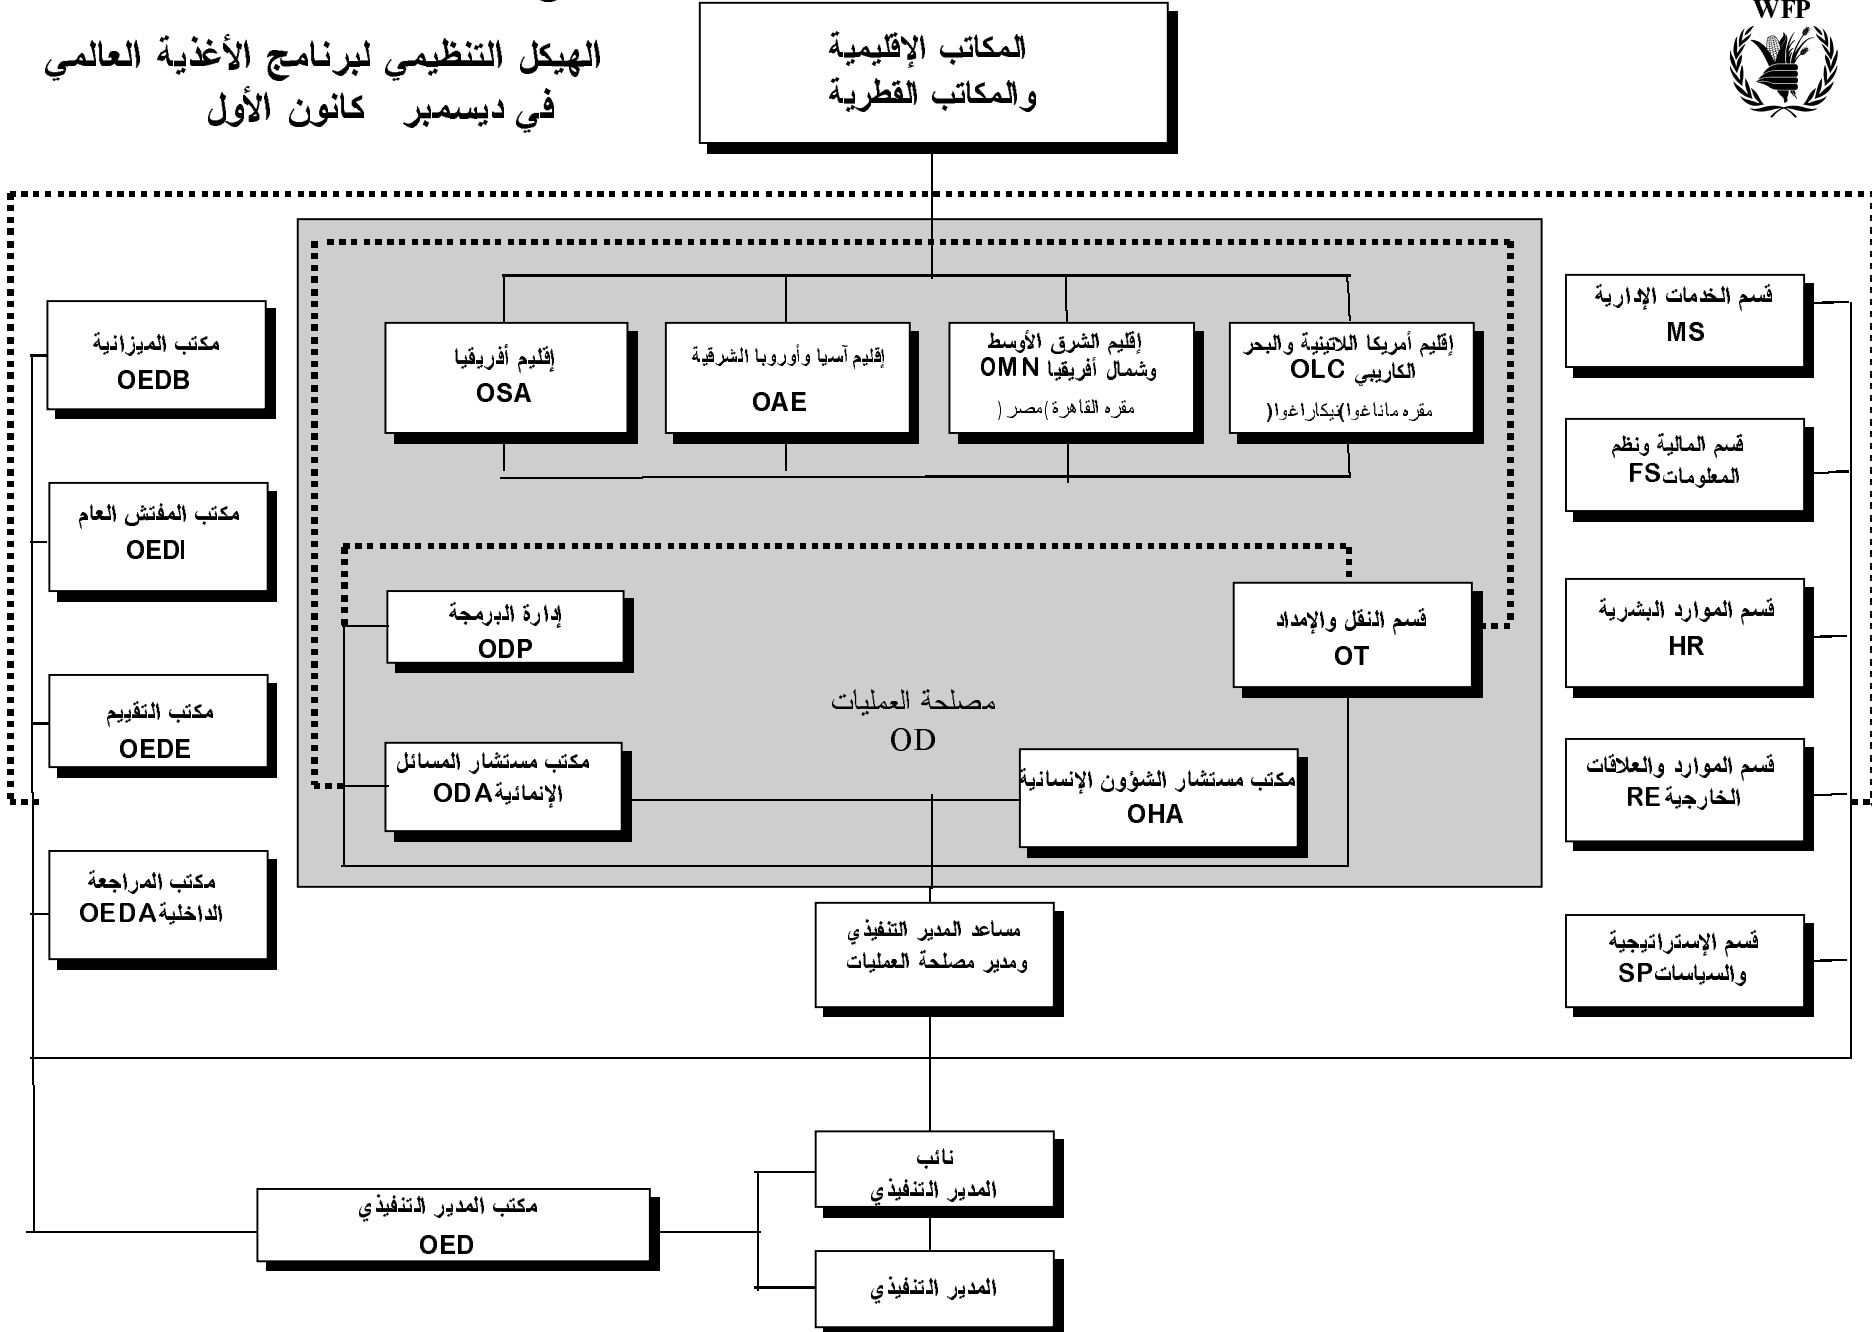 WFP
الهيكل التنظيمي لبرنامج الأغذية العالمي
في ديسمبر كانون الأول
المكاتب الإقليمية
والمكاتب القطرية
قسم الخدمات الإدارية
MS
قسم المالية ونظم
المعلومات FS
قسم الموارد البشرية
HR
قسم الموارد والعلاقات
الخارجية RE
قسم الإستراتيجية
والسياسات SP
إقليم أمريكا اللاتينية والبحر
الكاريبي OLC
مقره ماناغوا)نيكاراغوا(
إقليم الشرق الأوسط
وشمال أفريقيا OMN
مقره القاهرة)مصر(
إقليم آسيا وأوروبا الشرقية
OAE
إقليم أفريقيا
OSA
قسم النقل والإمداد
OT
إدارة البرمجة
ODP
مصلحة العمليات
OD
مكتب مستشار الشؤون الإنسانية
OHA
مكتب مستشار المسائل
الإنمائية ODA
مكتب الميزانية
OEDB
مكتب المفتش العام
OEDI
مكتب التقييم
OEDE
مكتب المراجعة
الداخلية OEDA
مساعد المدير التنفيذي
ومدير مصلحة العمليات
نائب
المدير التنفيذي
مكتب المدير التنفيذي
OED
المدير التنفيذي